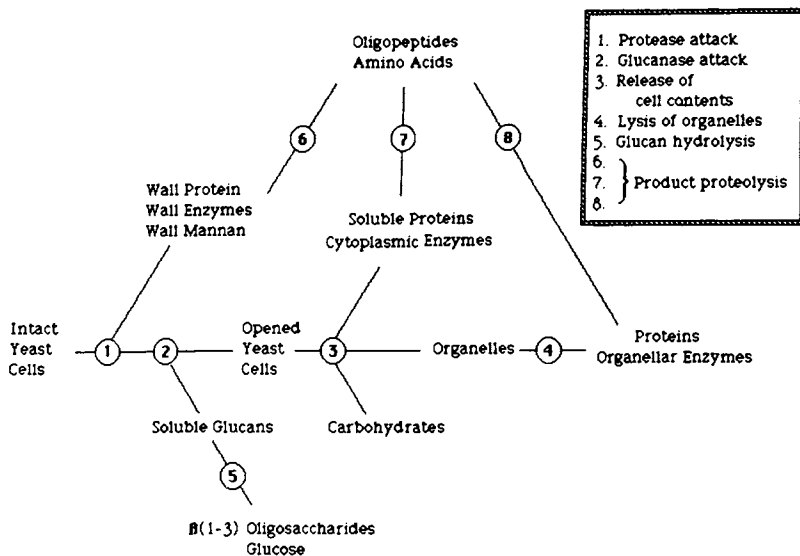 Oligopeptides
Amino Acids
1. Protease attack
2. Glucanase attack
3. Release of
cell contents
4. Lysis of organelles
5. Glucan hydrolysis
6.
7. } Product proteolysis
8.
6
7
8
Wall Protein
Wall Enzymes
Wall Mannan
Soluble Proteins
Cytoplasmic Enzymes
Intact
Yeast
Cells
1
2
Opened
Yeast
Cells
3
Organelles
4
Proteins
Organellar Enzymes
Soluble Glucans
Carbohydrates
5
β(1-3) Oligosaccharides
Glucose